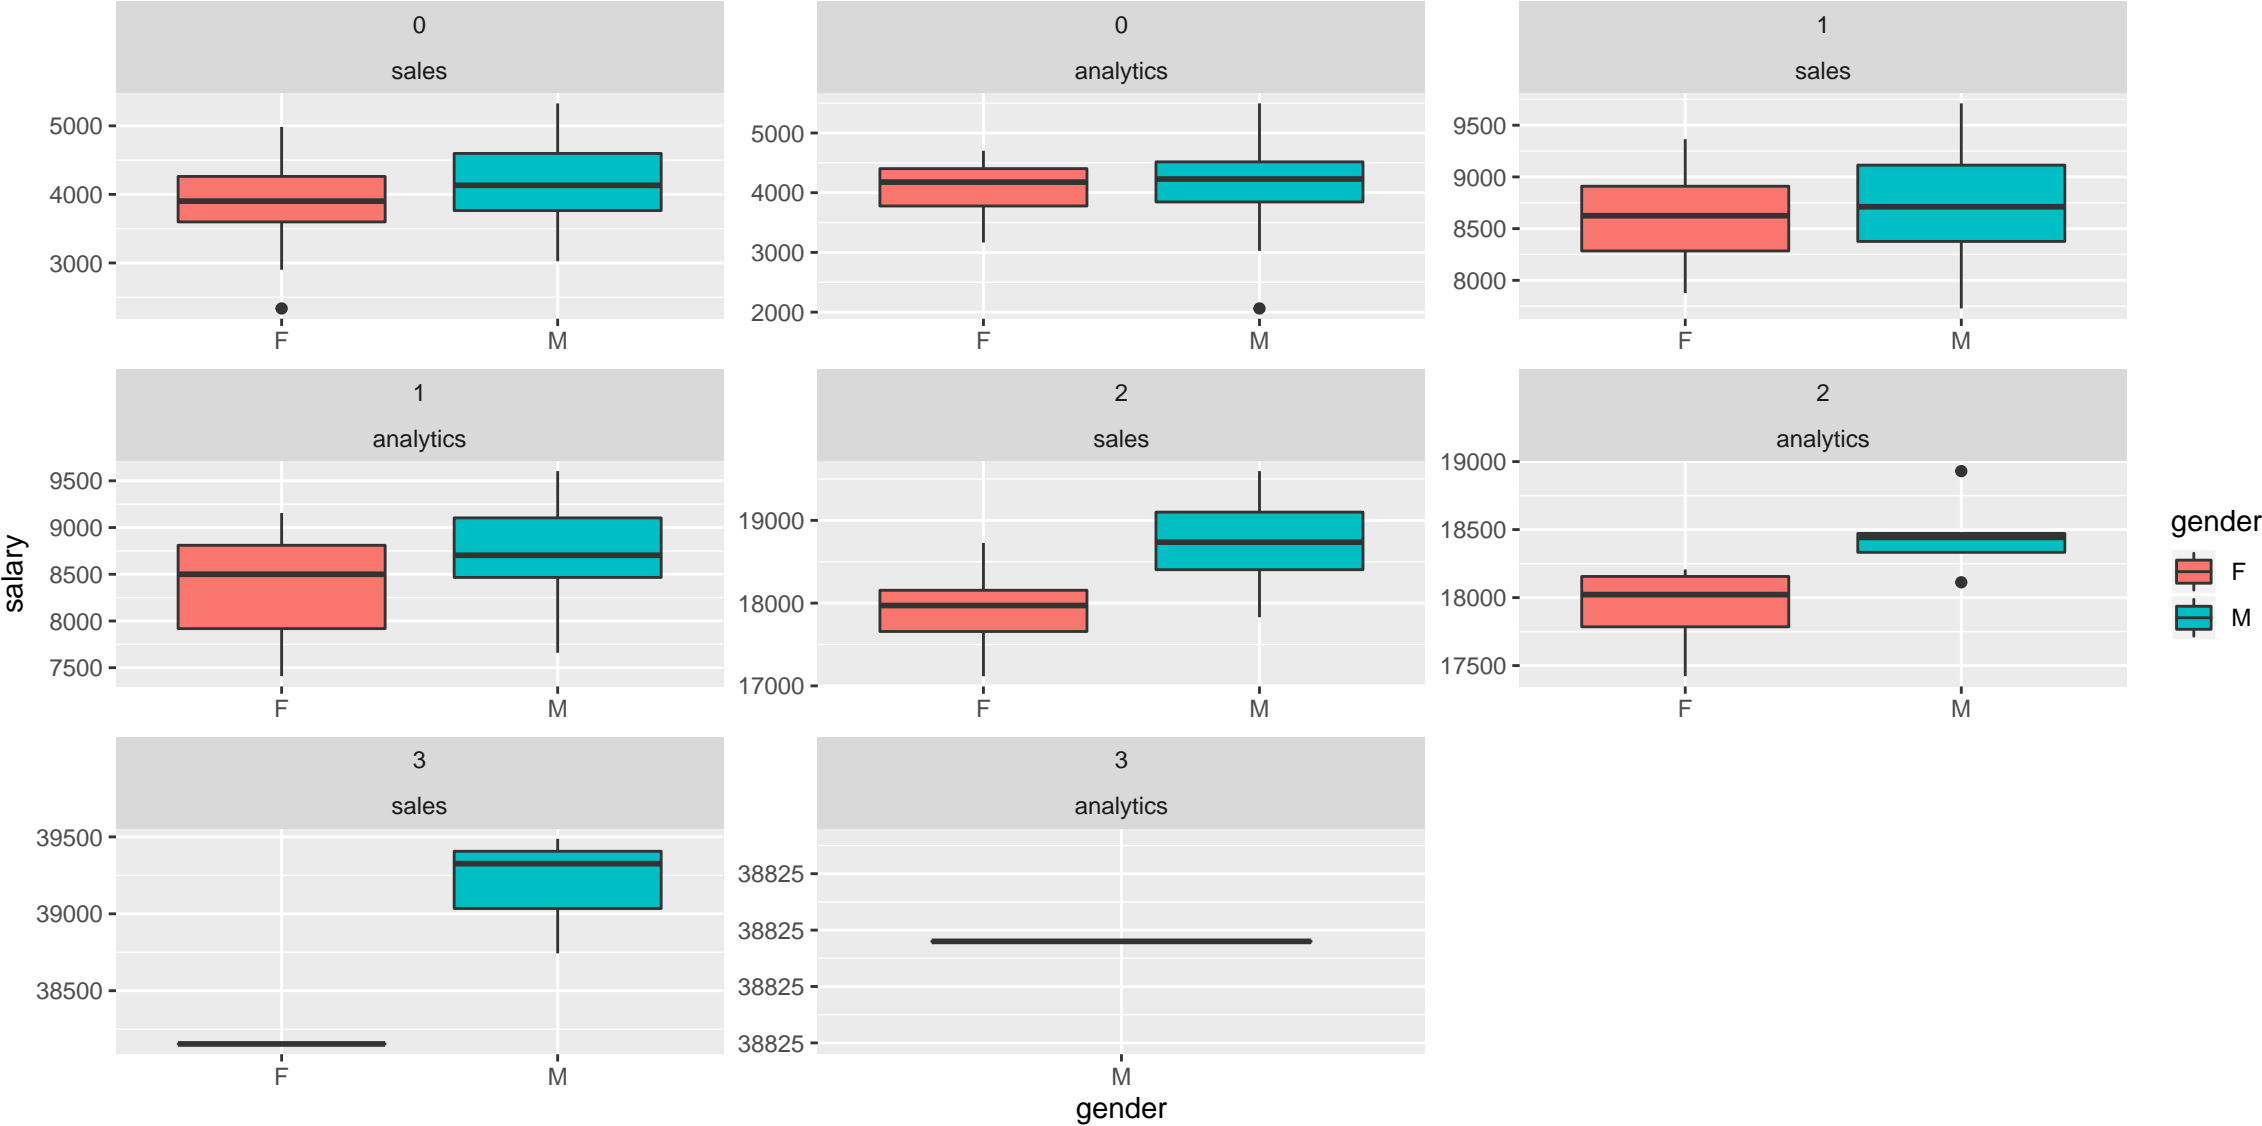 0
sales
5000
4000
3000
F M
0
analytics
5000
4000
3000
2000
F M
1
sales
9500
9000
8500
8000
F M
1
analytics
9500
9000
8500
8000
7500
F M
2
sales
19000
18000
17000
F M
2
analytics
19000
18500
18000
17500
F M
3
sales
39500
39000
38500
F M
3
analytics
38825
38825
38825
38825
M
salary
gender
gender
F
M